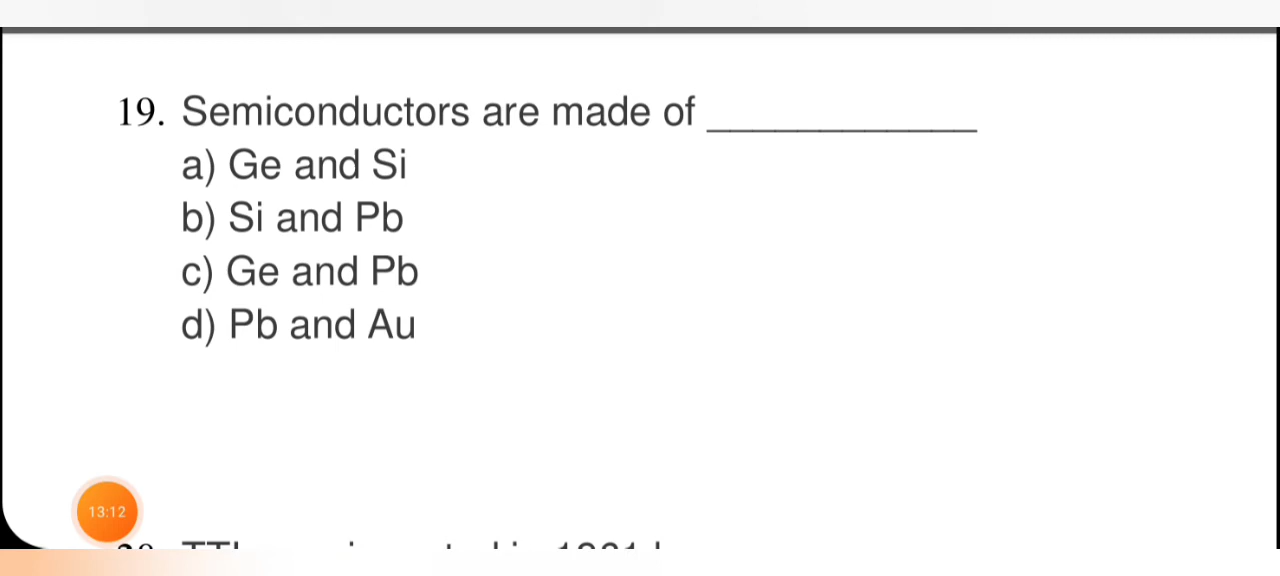 19. Semiconductors are made of _____________
a) Ge and Si
b) Si and Pb
c) Ge and Pb
d) Pb and Au
13:12